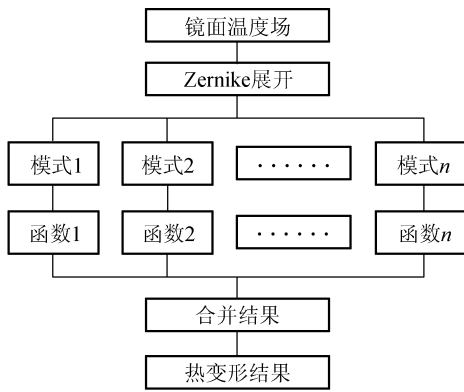 镜面温度场
Zernike展开
模式1 模式2 ...... 模式n
函数1 函数2 ...... 函数n
合并结果
热变形结果